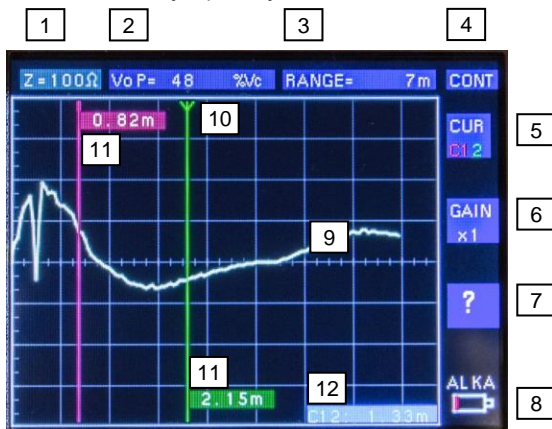 1 2 3 4
Z=100Ω VoP= 48 %Vc RANGE= 7m CONT
0.82m 10
CUR
C1 2
5
11
GAIN
x1
6
9
?
7
11 12
2.15m C12: 1.33m
ALKA
8